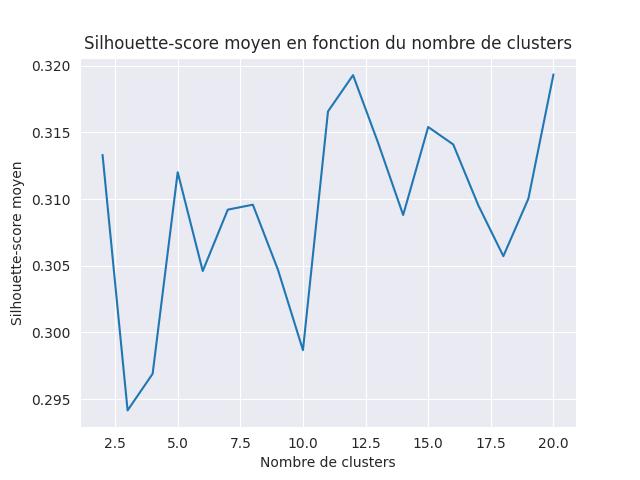 Silhouette-score moyen en fonction du nombre de clusters
0.320
0.315
0.310
0.305
0.300
0.295
Silhouette-score moyen
2.5 5.0 7.5 10.0 12.5 15.0 17.5 20.0
Nombre de clusters